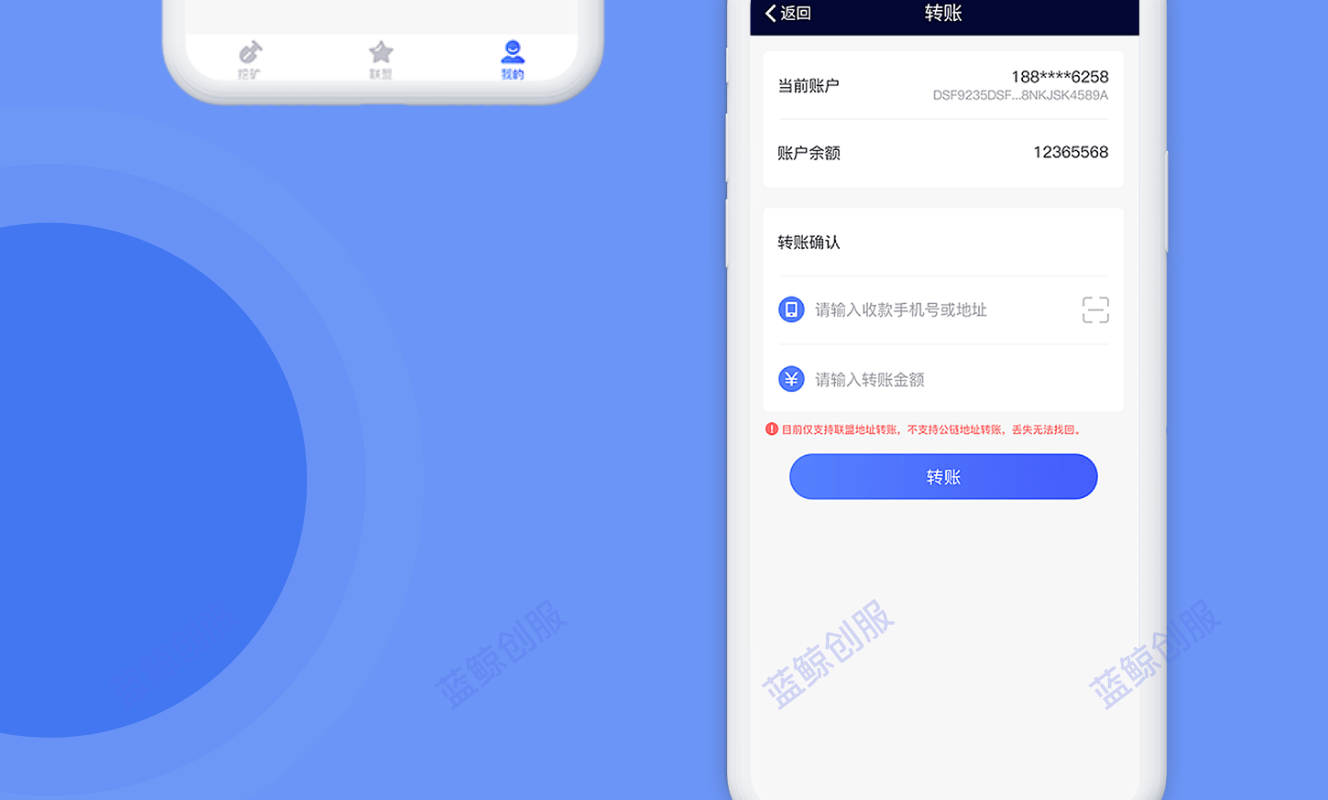 挖矿
联盟
我的
返回
转账
当前账户
188****6258
DSF9235DSF...8NKJSK4589A
账户余额
12365568
转账确认
请输入收款手机号或地址
请输入转账金额
目前仅支持联盟地址转账，不支持公链地址转账，丢失无法找回。
转账
蓝鲸创服
蓝鲸创服
蓝鲸创服